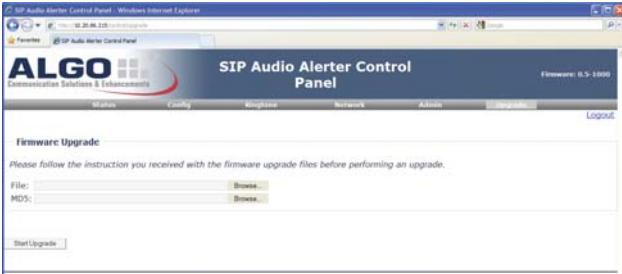 SIP Audio Alerter Control Panel - Windows Internet Explorer
Favorites SIP Audio Alerter Control Panel
ALGO
Communication Solutions & Enhancements
SIP Audio Alerter Control
Panel
Firmware: 0.5-1000
Status Config Ringtone Network Admin Upgrade
Logout
Firmware Upgrade
Please follow the instruction you received with the firmware upgrade files before performing an upgrade.
File: Browse...
MD5: Browse...
Start Upgrade